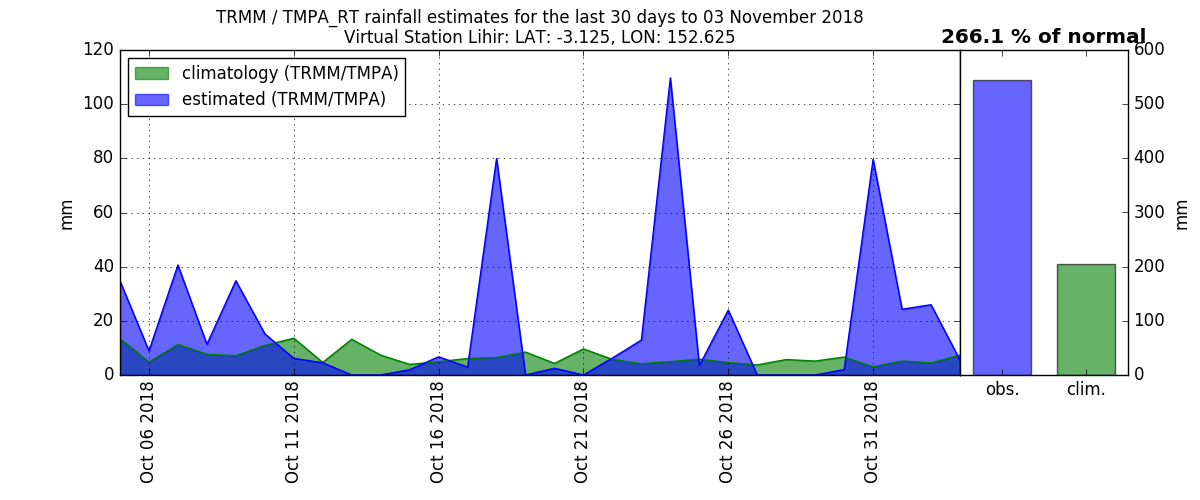 TRMM / TMPA_RT rainfall estimates for the last 30 days to 03 November 2018
Virtual Station Lihir: LAT: -3.125, LON: 152.625
266.1 % of normal
climatology (TRMM/TMPA)
estimated (TRMM/TMPA)
mm
120
100
80
60
40
20
0
Oct 06 2018
Oct 11 2018
Oct 16 2018
Oct 21 2018
Oct 26 2018
Oct 31 2018
obs.
clim.
600
500
400
300
200
100
0
mm